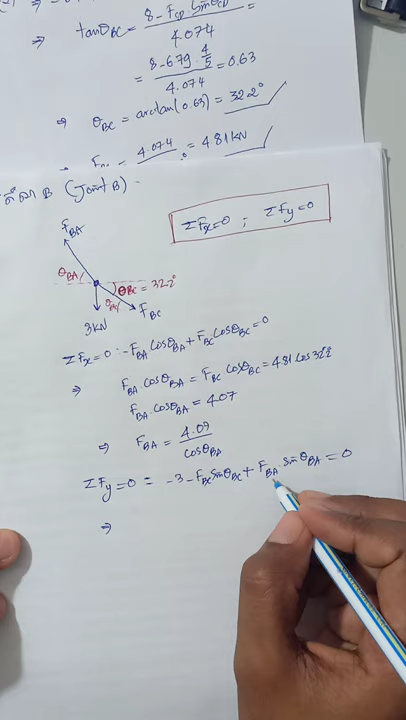 ⇒ tanθBC = 8 - FCD sinθCD / 4.074
= 8 - 6.79 · 4/5 / 4.074 = 0.63
⇒ θBC = arctan(0.63) = 32.2°
4.074 = 4.81 kN
B (Joint B)
ΣFx=0 ; ΣFy=0
FBA
θBA
θBC = 32.2°
FBC
3kN
ΣFx=0 : -FBA cosθBA + FBC cosθBC = 0
⇒ FBA · cosθBA = FBC cosθBC = 4.81 cos 32.2°
FBA · cosθBA = 4.07
⇒ FBA = 4.07 / cosθBA
ΣFy=0 = -3 - FBC sinθBC + FBA · sinθBA = 0
⇒